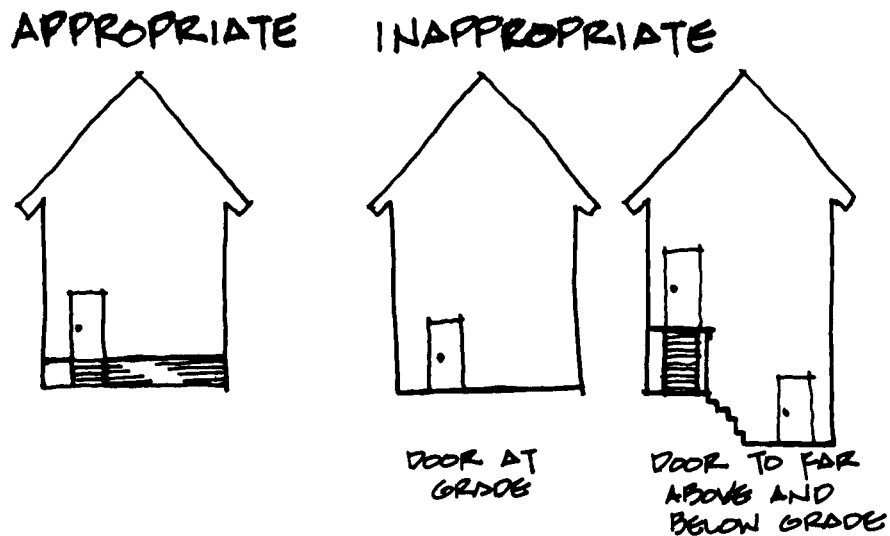 APPROPRIATE
INAPPROPRIATE
DOOR AT
GRADE
DOOR TO FAR
ABOVE AND
BELOW GRADE